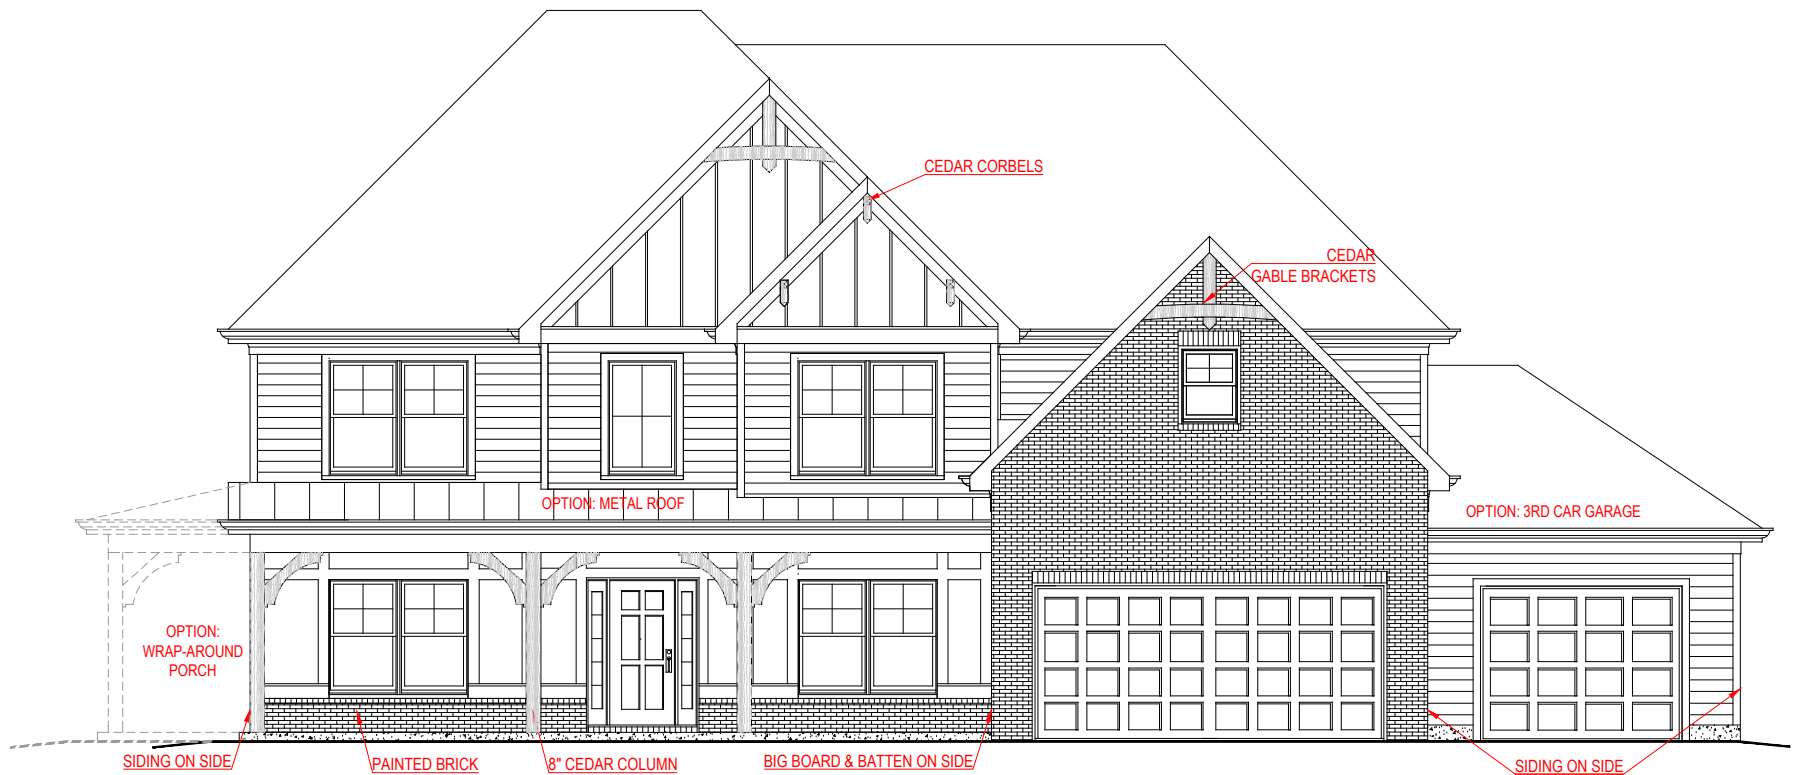 CEDAR CORBELS
CEDAR
GABLE BRACKETS
OPTION: METAL ROOF
OPTION: 3RD CAR GARAGE
OPTION:
WRAP-AROUND
PORCH
SIDING ON SIDE
PAINTED BRICK
8" CEDAR COLUMN
BIG BOARD & BATTEN ON SIDE
SIDING ON SIDE